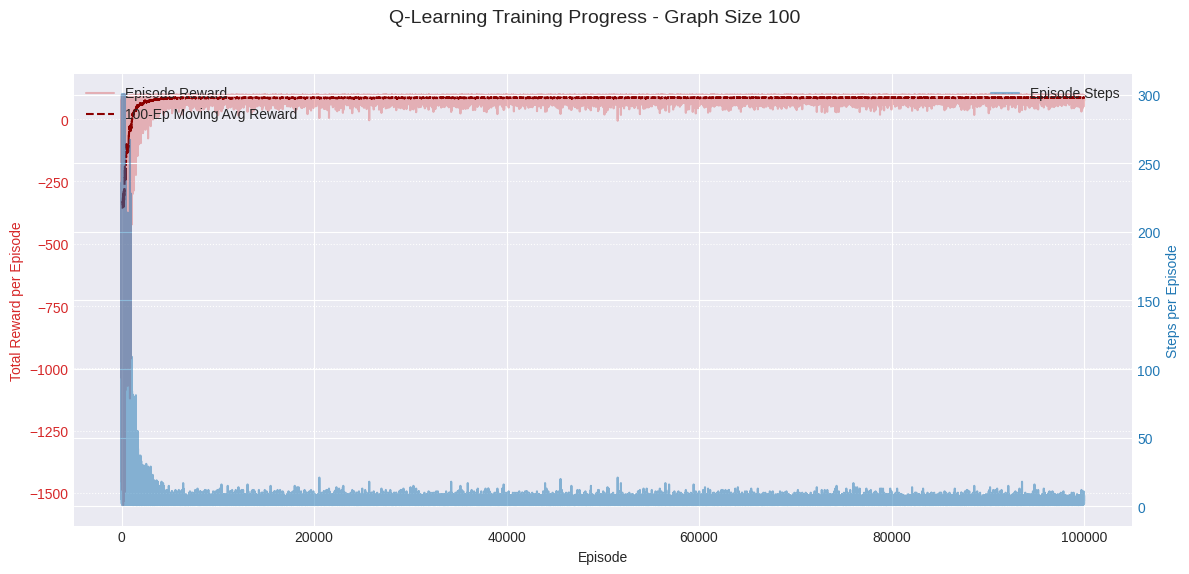 Q-Learning Training Progress - Graph Size 100
Episode Reward
100-Ep Moving Avg Reward
Episode Steps
Total Reward per Episode
0
−250
−500
−750
−1000
−1250
−1500
Steps per Episode
300
250
200
150
100
50
0
0 20000 40000 60000 80000 100000
Episode